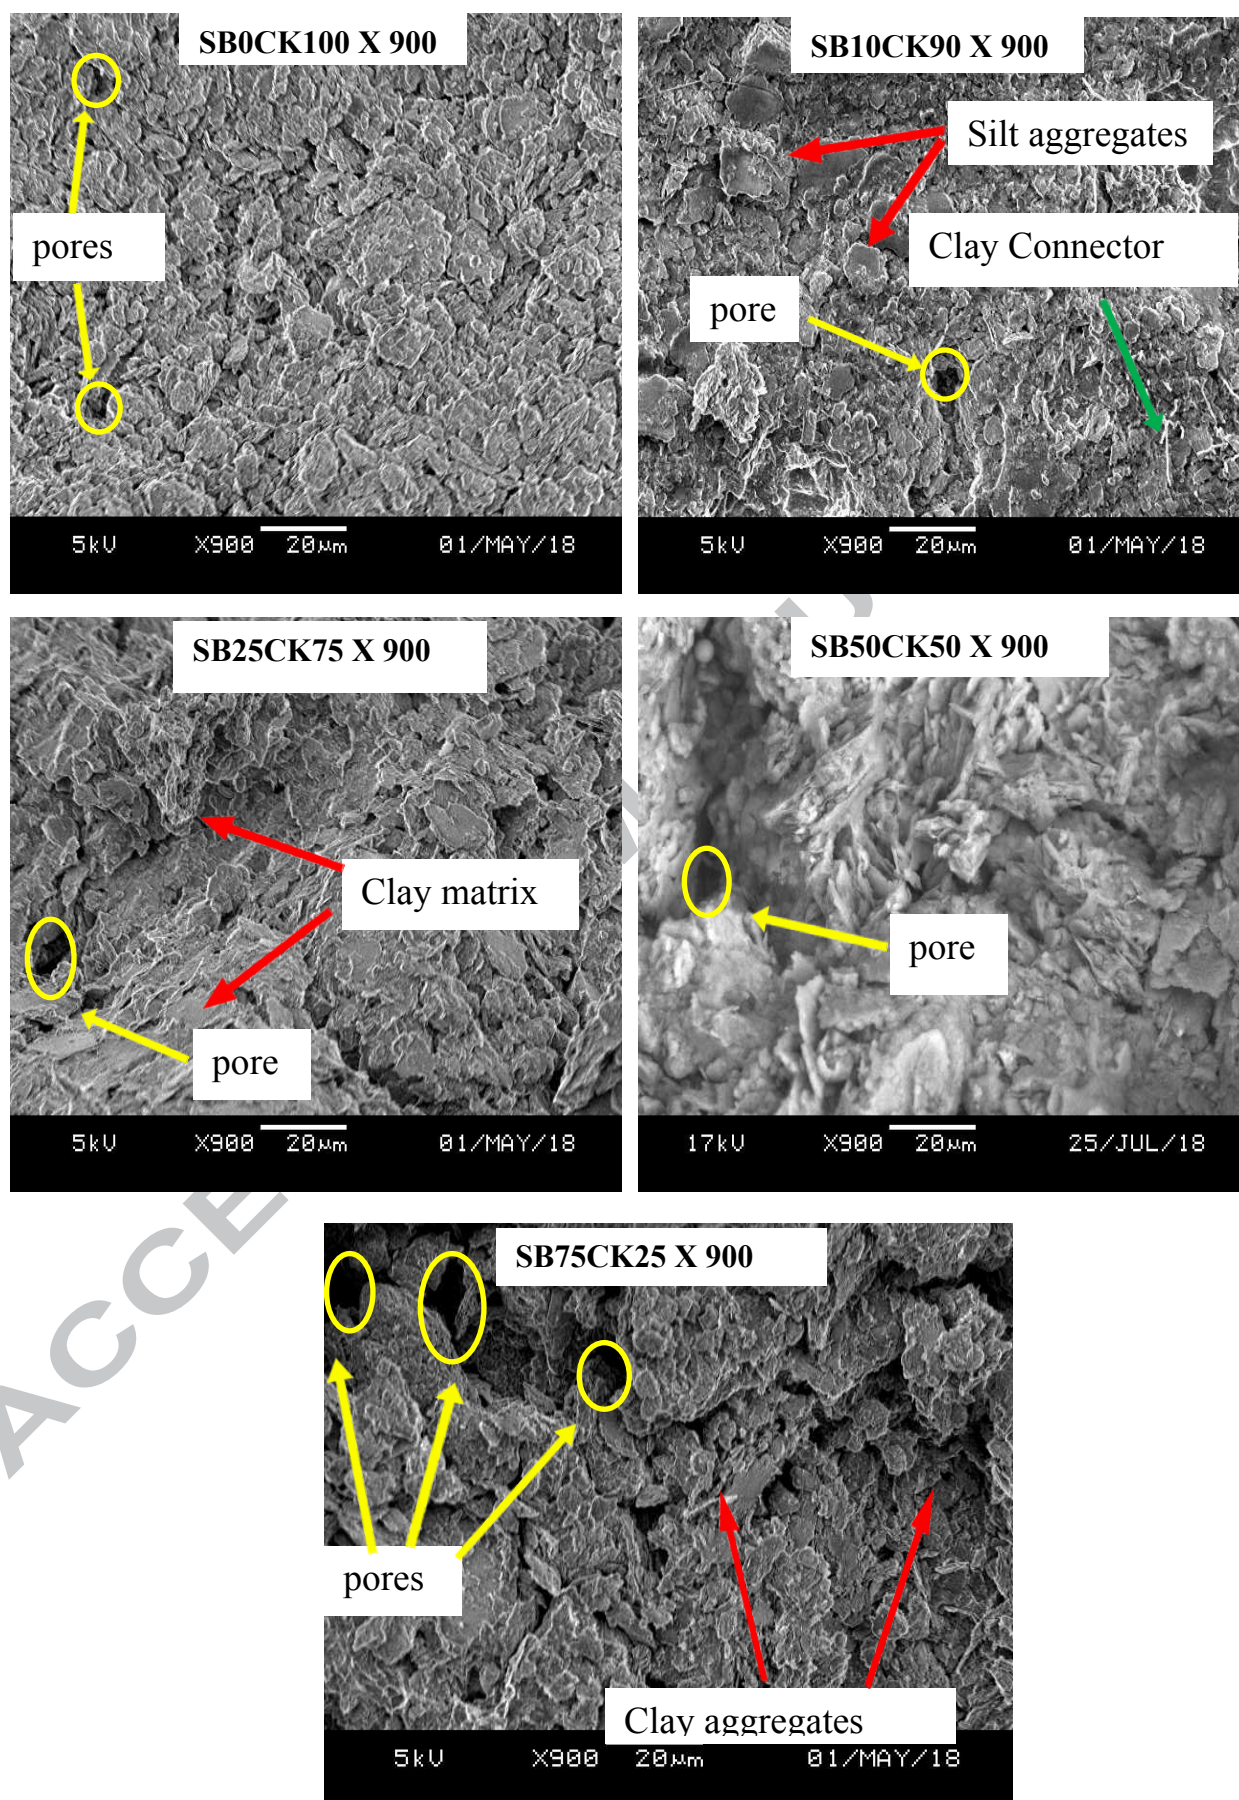 SB0CK100 X 900
pores
5kV X900 20μm 01/MAY/18
SB10CK90 X 900
Silt aggregates
Clay Connector
pore
5kV X900 20μm 01/MAY/18
SB25CK75 X 900
Clay matrix
pore
5kV X900 20μm 01/MAY/18
SB50CK50 X 900
pore
17kV X900 20μm 25/JUL/18
SB75CK25 X 900
pores
Clay aggregates
5kV X900 20μm 01/MAY/18
ACCE